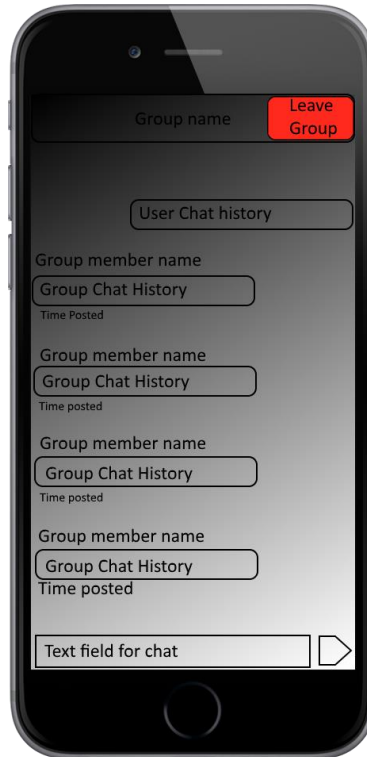 Group name
Leave
Group
User Chat history
Group member name
Group Chat History
Time Posted
Group member name
Group Chat History
Time posted
Group member name
Group Chat History
Time posted
Group member name
Group Chat History
Time posted
Text field for chat